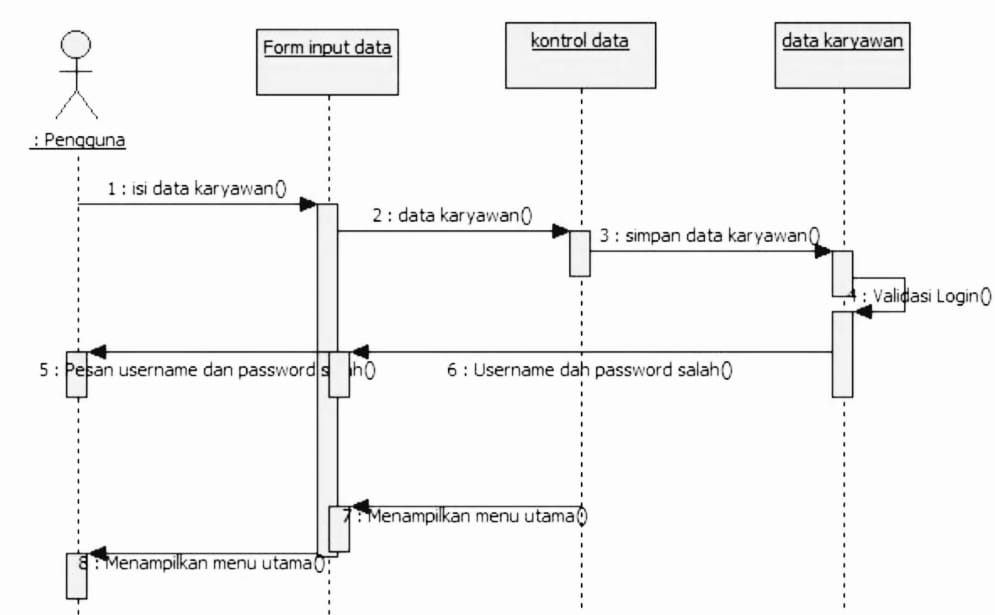 Form input data
kontrol data
data karyawan
: Pengguna
1 : isi data karyawan()
2 : data karyawan()
3 : simpan data karyawan()
4 : Validasi Login()
5 : Pesan username dan password salah()
6 : Username dan password salah()
7 : Menampilkan menu utama()
8 : Menampilkan menu utama()